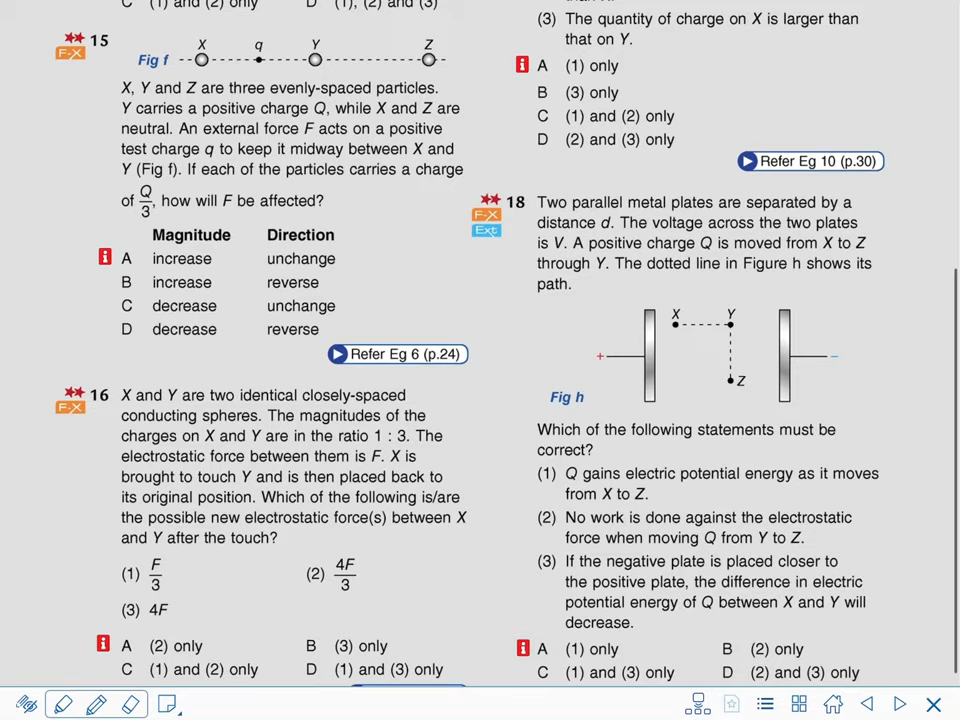 C (1) and (2) only D (1), (2) and (3)
★★ 15
F-X
X q Y Z
Fig f
X, Y and Z are three evenly-spaced particles.
Y carries a positive charge Q, while X and Z are
neutral. An external force F acts on a positive
test charge q to keep it midway between X and
Y (Fig f). If each of the particles carries a charge
of Q/3, how will F be affected?
Magnitude Direction
A increase unchange
B increase reverse
C decrease unchange
D decrease reverse
Refer Eg 6 (p.24)
★★ 16
F-X
X and Y are two identical closely-spaced
conducting spheres. The magnitudes of the
charges on X and Y are in the ratio 1 : 3. The
electrostatic force between them is F. X is
brought to touch Y and is then placed back to
its original position. Which of the following is/are
the possible new electrostatic force(s) between X
and Y after the touch?
(1) F/3 (2) 4F/3
(3) 4F
A (2) only B (3) only
C (1) and (2) only D (1) and (3) only
(3) The quantity of charge on X is larger than
that on Y.
A (1) only
B (3) only
C (1) and (2) only
D (2) and (3) only
Refer Eg 10 (p.30)
★★ 18
F-X
Ext
Two parallel metal plates are separated by a
distance d. The voltage across the two plates
is V. A positive charge Q is moved from X to Z
through Y. The dotted line in Figure h shows its
path.
X Y
+ −
Z
Fig h
Which of the following statements must be
correct?
(1) Q gains electric potential energy as it moves
from X to Z.
(2) No work is done against the electrostatic
force when moving Q from Y to Z.
(3) If the negative plate is placed closer to
the positive plate, the difference in electric
potential energy of Q between X and Y will
decrease.
A (1) only B (2) only
C (1) and (3) only D (2) and (3) only